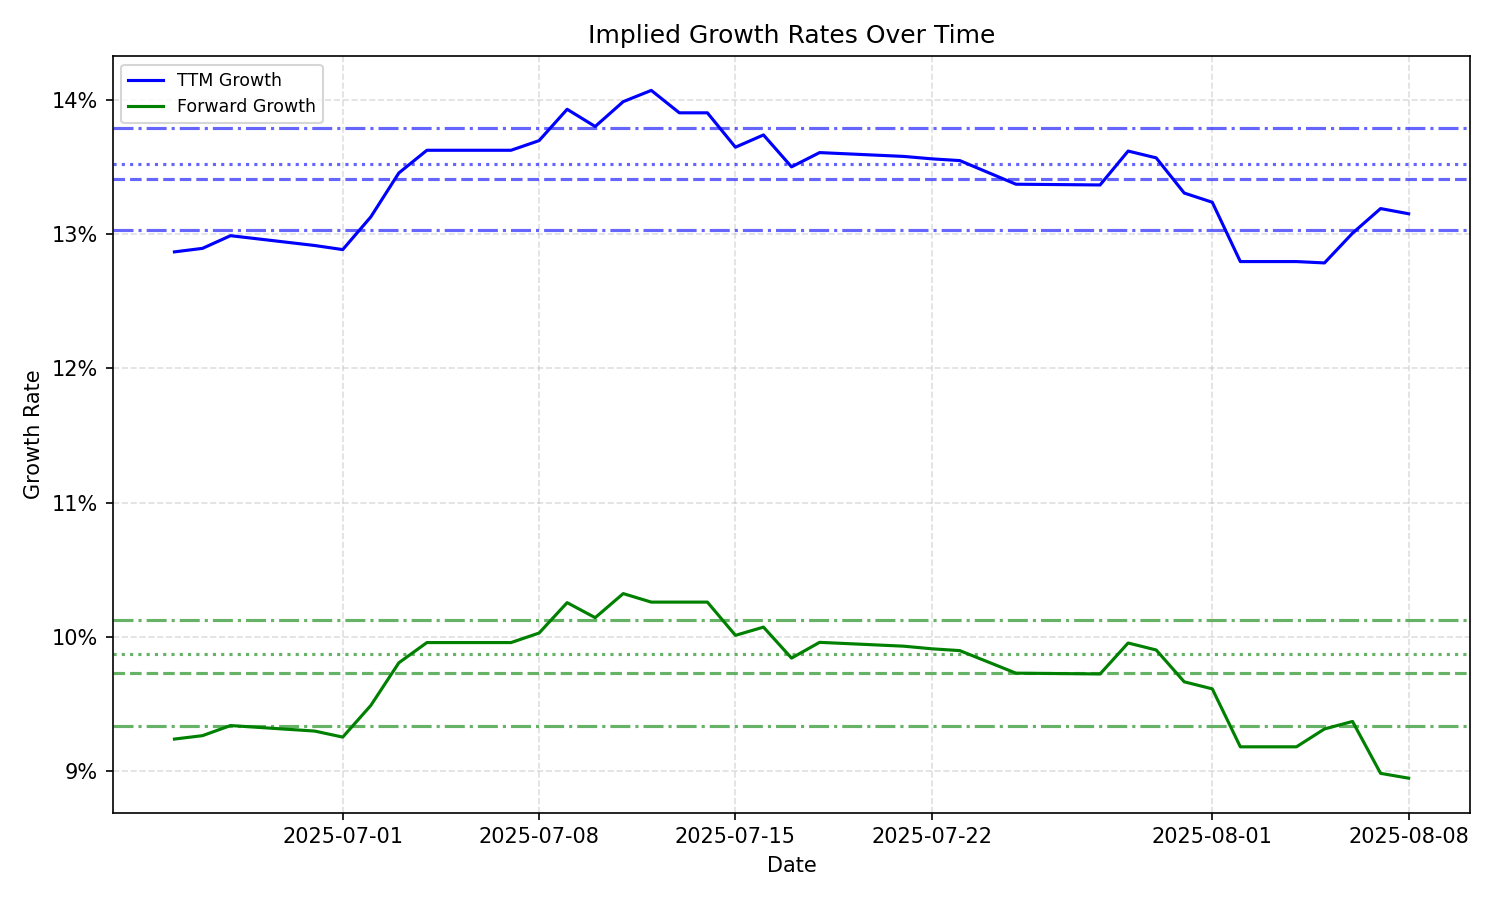 Implied Growth Rates Over Time
TTM Growth
Forward Growth
Growth Rate
14%
13%
12%
11%
10%
9%
2025-07-01
2025-07-08
2025-07-15
2025-07-22
2025-08-01
2025-08-08
Date